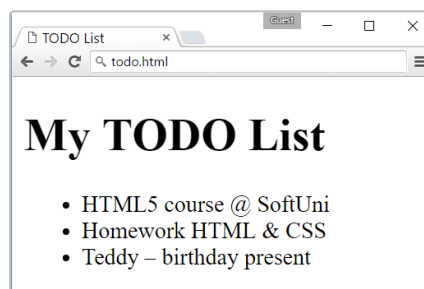 Guest
TODO List
todo.html
My TODO List
HTML5 course @ SoftUni
Homework HTML & CSS
Teddy – birthday present